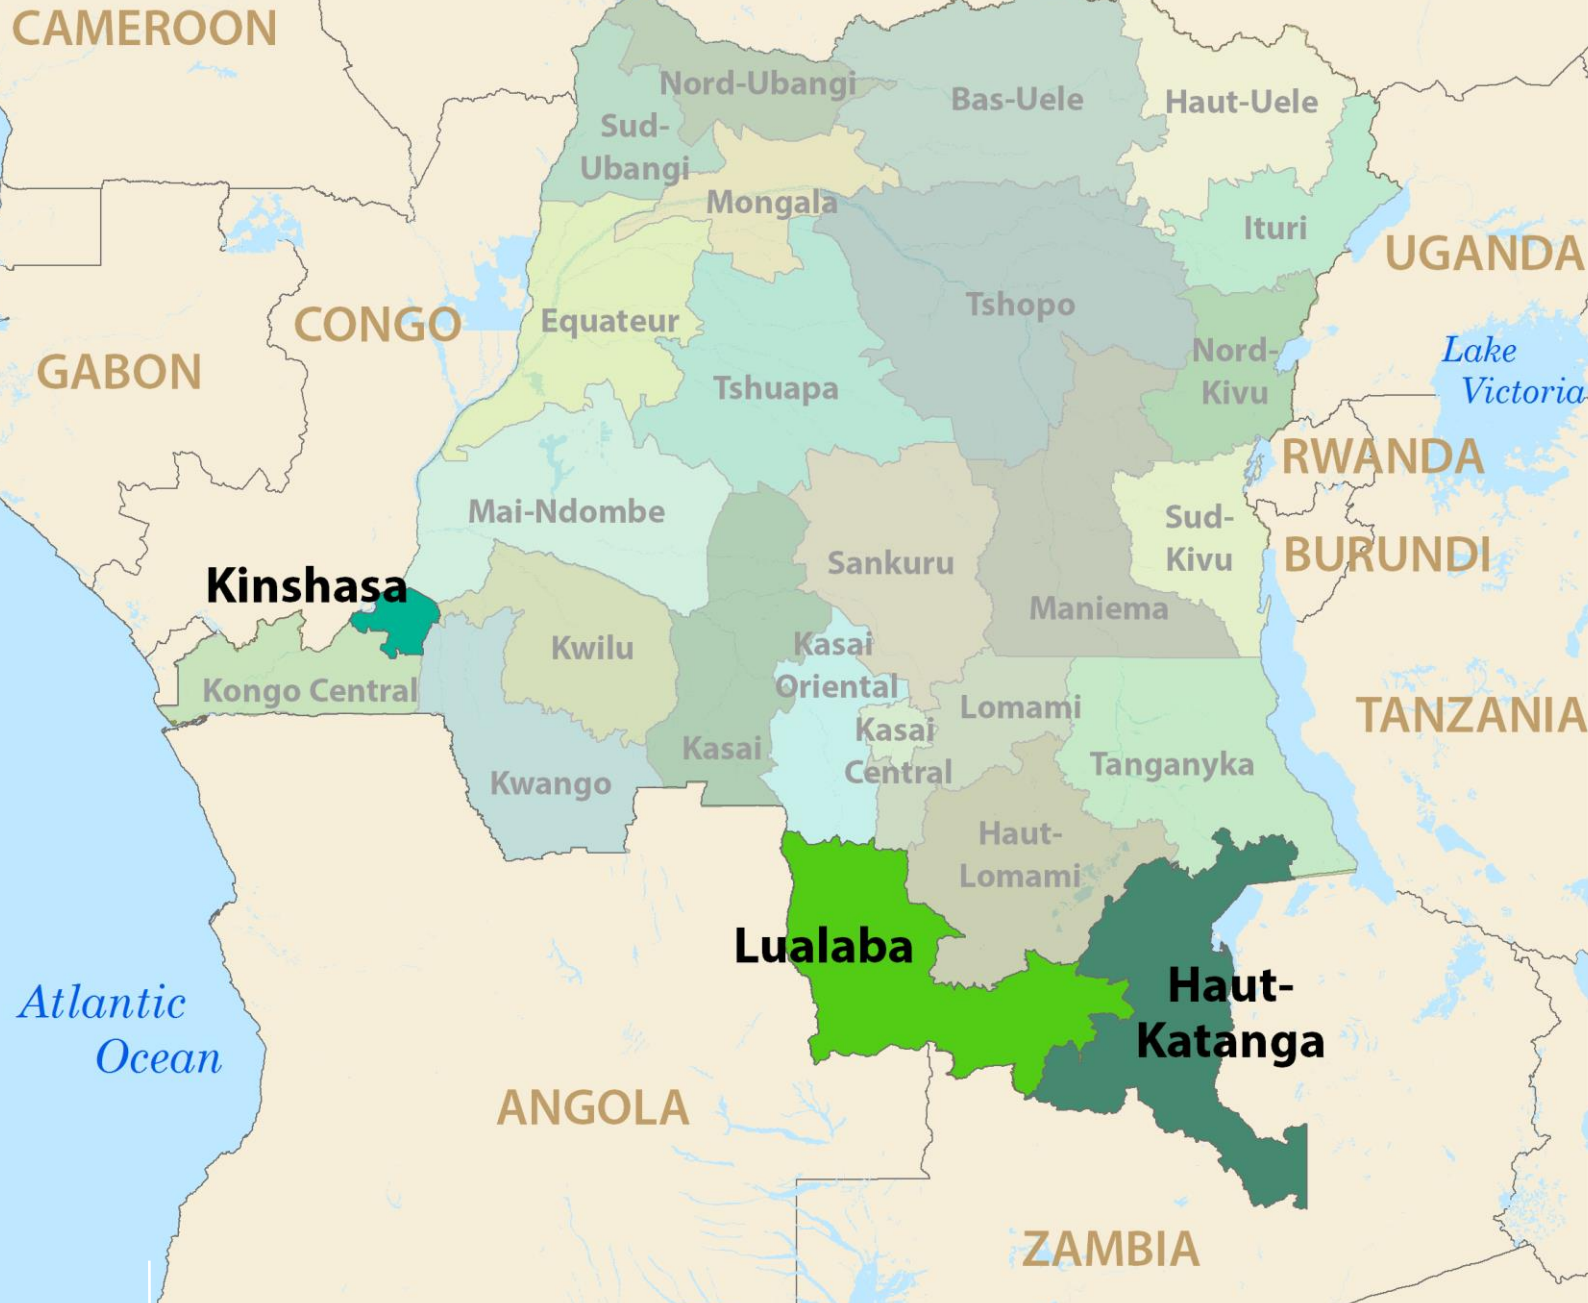 CAMEROON
Nord-Ubangi
Bas-Uele
Haut-Uele
Sud-
Ubangi
Mongala
Ituri
UGANDA
CONGO
Equateur
Tshopo
GABON
Tshuapa
Nord-
Kivu
Lake
Victoria
RWANDA
Mai-Ndombe
Sankuru
Sud-
Kivu
BURUNDI
Kinshasa
Maniema
Kwilu
Kasai
Oriental
Kongo Central
Lomami
TANZANIA
Kasai
Central
Kasai
Tanganyika
Kwango
Haut-
Lomami
Lualaba
Haut-
Katanga
Atlantic
Ocean
ANGOLA
ZAMBIA